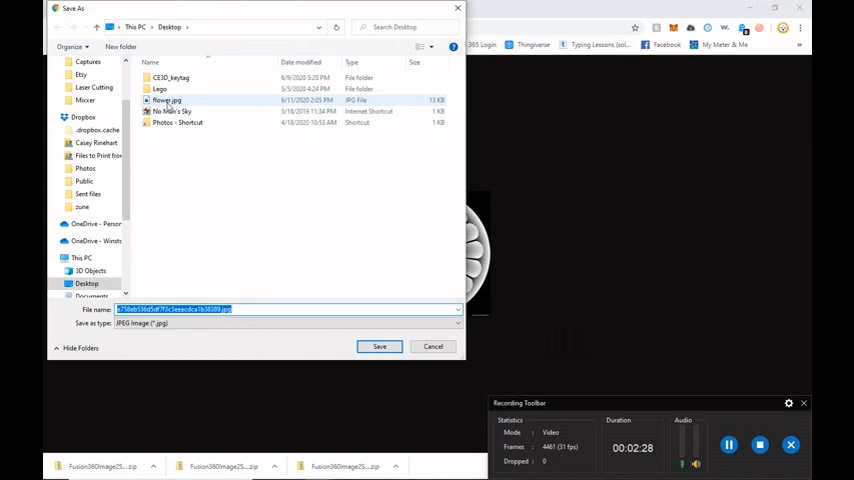 Save As
This PC > Desktop >
Search Desktop
Organize
New folder
Name
Date modified
Type
Size
Captures
Etsy
Laser Cutting
Mixxer
Dropbox
.dropbox.cache
Casey Rinehart
Files to Print from
Photos
Public
Sent files
zune
OneDrive - Person
OneDrive - Winsto
This PC
3D Objects
Desktop
Documents
CE3D_keytag 6/9/2020 5:20 PM File folder
Lego 5/5/2020 4:24 PM File folder
flower.jpg 6/11/2020 2:05 PM JPG File 13 KB
No Man's Sky 5/18/2019 11:34 PM Internet Shortcut 1 KB
Photos - Shortcut 4/18/2020 10:53 AM Shortcut 1 KB
File name:
Save as type: JPEG Image (*.jpg)
Hide Folders
Save
Cancel
365 Login
Thingiverse
Typing Lessons (sol...
Facebook
My Meter & Me
Recording Toolbar
Statistics
Mode : Video
Frames : 4461 (31 fps)
Dropped : 0
Duration
00:02:28
Audio
Fusion360Image2S....zip
Fusion360Image2S....zip
Fusion360Image2S....zip